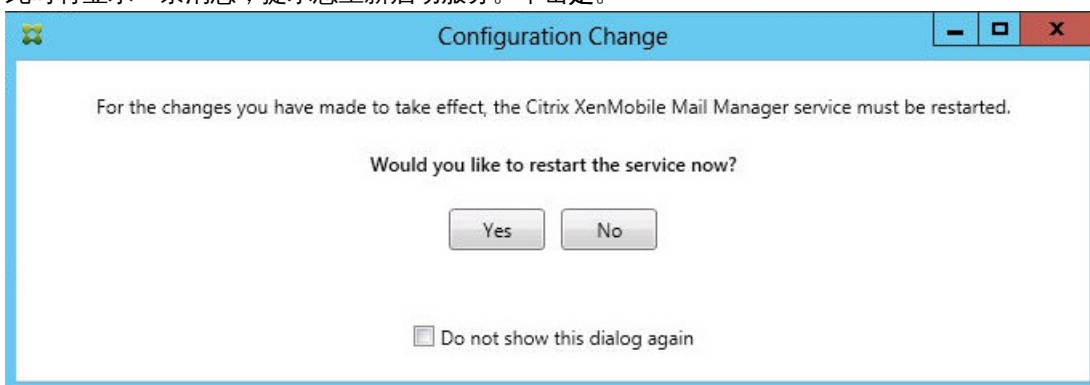 Configuration Change
For the changes you have made to take effect, the Citrix XenMobile Mail Manager service must be restarted.
Would you like to restart the service now?
Yes No
Do not show this dialog again